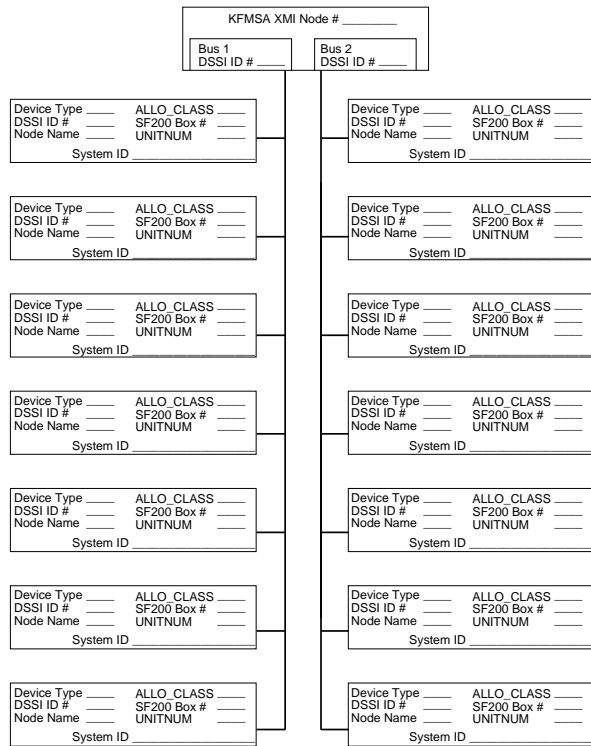 KFMSA XMI Node # ________
Bus 1 Bus 2
DSSI ID # ____ DSSI ID # ____
Device Type ____ ALLO_CLASS ____ Device Type ____ ALLO_CLASS ____
DSSI ID # ____ SF200 Box # ____ DSSI ID # ____ SF200 Box # ____
Node Name ____ UNITNUM ____ Node Name ____ UNITNUM ____
System ID __________________ System ID __________________
Device Type ____ ALLO_CLASS ____ Device Type ____ ALLO_CLASS ____
DSSI ID # ____ SF200 Box # ____ DSSI ID # ____ SF200 Box # ____
Node Name ____ UNITNUM ____ Node Name ____ UNITNUM ____
System ID __________________ System ID __________________
Device Type ____ ALLO_CLASS ____ Device Type ____ ALLO_CLASS ____
DSSI ID # ____ SF200 Box # ____ DSSI ID # ____ SF200 Box # ____
Node Name ____ UNITNUM ____ Node Name ____ UNITNUM ____
System ID __________________ System ID __________________
Device Type ____ ALLO_CLASS ____ Device Type ____ ALLO_CLASS ____
DSSI ID # ____ SF200 Box # ____ DSSI ID # ____ SF200 Box # ____
Node Name ____ UNITNUM ____ Node Name ____ UNITNUM ____
System ID __________________ System ID __________________
Device Type ____ ALLO_CLASS ____ Device Type ____ ALLO_CLASS ____
DSSI ID # ____ SF200 Box # ____ DSSI ID # ____ SF200 Box # ____
Node Name ____ UNITNUM ____ Node Name ____ UNITNUM ____
System ID __________________ System ID __________________
Device Type ____ ALLO_CLASS ____ Device Type ____ ALLO_CLASS ____
DSSI ID # ____ SF200 Box # ____ DSSI ID # ____ SF200 Box # ____
Node Name ____ UNITNUM ____ Node Name ____ UNITNUM ____
System ID __________________ System ID __________________
Device Type ____ ALLO_CLASS ____ Device Type ____ ALLO_CLASS ____
DSSI ID # ____ SF200 Box # ____ DSSI ID # ____ SF200 Box # ____
Node Name ____ UNITNUM ____ Node Name ____ UNITNUM ____
System ID __________________ System ID __________________